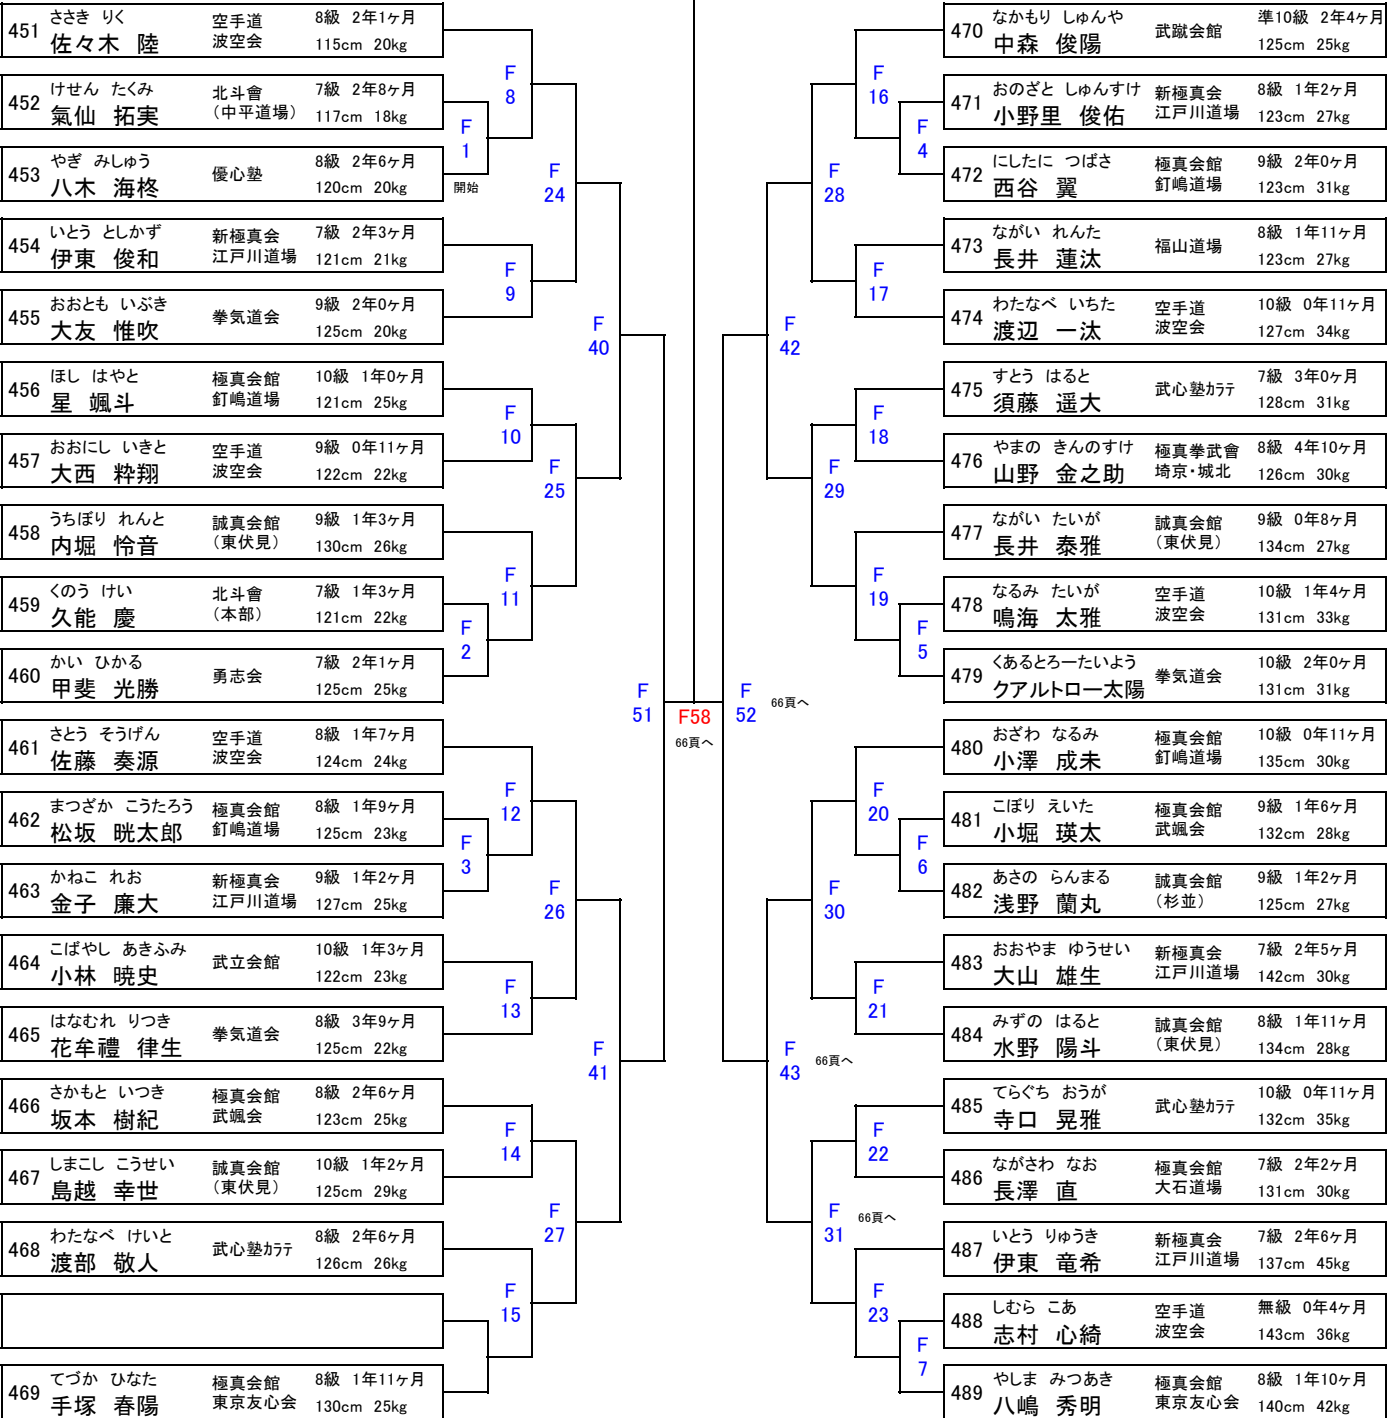 451 ささき りく 空手道 波空会 8級 2年1ヶ月
佐々木 陸 115cm 20kg
452 けせん たくみ 北斗會 (中平道場) 7級 2年8ヶ月
氣仙 拓実 117cm 18kg
453 やぎ みしゅう 優心塾 8級 2年6ヶ月
八木 海柊 120cm 20kg
454 いとう としかず 新極真会 江戸川道場 7級 2年3ヶ月
伊東 俊和 121cm 21kg
455 おおとも いぶき 拳気道会 9級 2年0ヶ月
大友 惟吹 125cm 20kg
456 ほし はやと 極真会館 釘嶋道場 10級 1年0ヶ月
星 颯斗 121cm 25kg
457 おおにし いきと 空手道 波空会 9級 0年11ヶ月
大西 粋翔 122cm 22kg
458 うちぼり れんと 誠真会館 (東伏見) 9級 1年3ヶ月
内堀 怜音 130cm 26kg
459 くのう けい 北斗會 (本部) 7級 1年3ヶ月
久能 慶 121cm 22kg
460 かい ひかる 勇志会 7級 2年1ヶ月
甲斐 光勝 125cm 25kg
461 さとう そうげん 空手道 波空会 8級 1年7ヶ月
佐藤 奏源 124cm 24kg
462 まつざか こうたろう 極真会館 釘嶋道場 8級 1年9ヶ月
松坂 晄太郎 125cm 23kg
463 かねこ れお 新極真会 江戸川道場 9級 1年2ヶ月
金子 廉大 127cm 25kg
464 こばやし あきふみ 武立会館 10級 1年3ヶ月
小林 暁史 122cm 23kg
465 はなむれ りつき 拳気道会 8級 3年9ヶ月
花牟禮 律生 125cm 22kg
466 さかもと いつき 極真会館 武颯会 8級 2年6ヶ月
坂本 樹紀 123cm 25kg
467 しまこし こうせい 誠真会館 (東伏見) 10級 1年2ヶ月
島越 幸世 125cm 29kg
468 わたなべ けいと 武心塾カラテ 8級 2年6ヶ月
渡部 敬人 126cm 26kg
469 てづか ひなた 極真会館 東京友心会 8級 1年11ヶ月
手塚 春陽 130cm 25kg
F 1
開始
F 2
F 3
F 8
F 9
F 10
F 11
F 12
F 13
F 14
F 15
F 24
F 25
F 26
F 27
F 40
F 41
F 51
F58
66頁へ
F 52 66頁へ
F 42
F 43 66頁へ
F 28
F 29
F 30
F 31 66頁へ
F 16
F 17
F 18
F 19
F 20
F 21
F 22
F 23
F 4
F 5
F 6
F 7
470 なかもり しゅんや 武蹴会館 準10級 2年4ヶ月
中森 俊陽 125cm 25kg
471 おのざと しゅんすけ 新極真会 江戸川道場 8級 1年2ヶ月
小野里 俊佑 123cm 27kg
472 にしたに つばさ 極真会館 釘嶋道場 9級 2年0ヶ月
西谷 翼 123cm 31kg
473 ながい れんた 福山道場 8級 1年11ヶ月
長井 蓮汰 123cm 27kg
474 わたなべ いちた 空手道 波空会 10級 0年11ヶ月
渡辺 一汰 127cm 34kg
475 すとう はると 武心塾カラテ 7級 3年0ヶ月
須藤 遥大 128cm 31kg
476 やまの きんのすけ 極真拳武會 埼京・城北 8級 4年10ヶ月
山野 金之助 126cm 30kg
477 ながい たいが 誠真会館 (東伏見) 9級 0年8ヶ月
長井 泰雅 134cm 27kg
478 なるみ たいが 空手道 波空会 10級 1年4ヶ月
鳴海 太雅 131cm 33kg
479 くあるとろーたいよう 拳気道会 10級 2年0ヶ月
クアルトロー太陽 131cm 31kg
480 おざわ なるみ 極真会館 釘嶋道場 10級 0年11ヶ月
小澤 成未 135cm 30kg
481 こぼり えいた 極真会館 武颯会 9級 1年6ヶ月
小堀 瑛太 132cm 28kg
482 あさの らんまる 誠真会館 (杉並) 9級 1年2ヶ月
浅野 蘭丸 125cm 27kg
483 おおやま ゆうせい 新極真会 江戸川道場 7級 2年5ヶ月
大山 雄生 142cm 30kg
484 みずの はると 誠真会館 (東伏見) 8級 1年11ヶ月
水野 陽斗 134cm 28kg
485 てらぐち おうが 武心塾カラテ 10級 0年11ヶ月
寺口 晃雅 132cm 35kg
486 ながさわ なお 極真会館 大石道場 7級 2年2ヶ月
長澤 直 131cm 30kg
487 いとう りゅうき 新極真会 江戸川道場 7級 2年6ヶ月
伊東 竜希 137cm 45kg
488 しむら こあ 空手道 波空会 無級 0年4ヶ月
志村 心綺 143cm 36kg
489 やしま みつあき 極真会館 東京友心会 8級 1年10ヶ月
八嶋 秀明 140cm 42kg